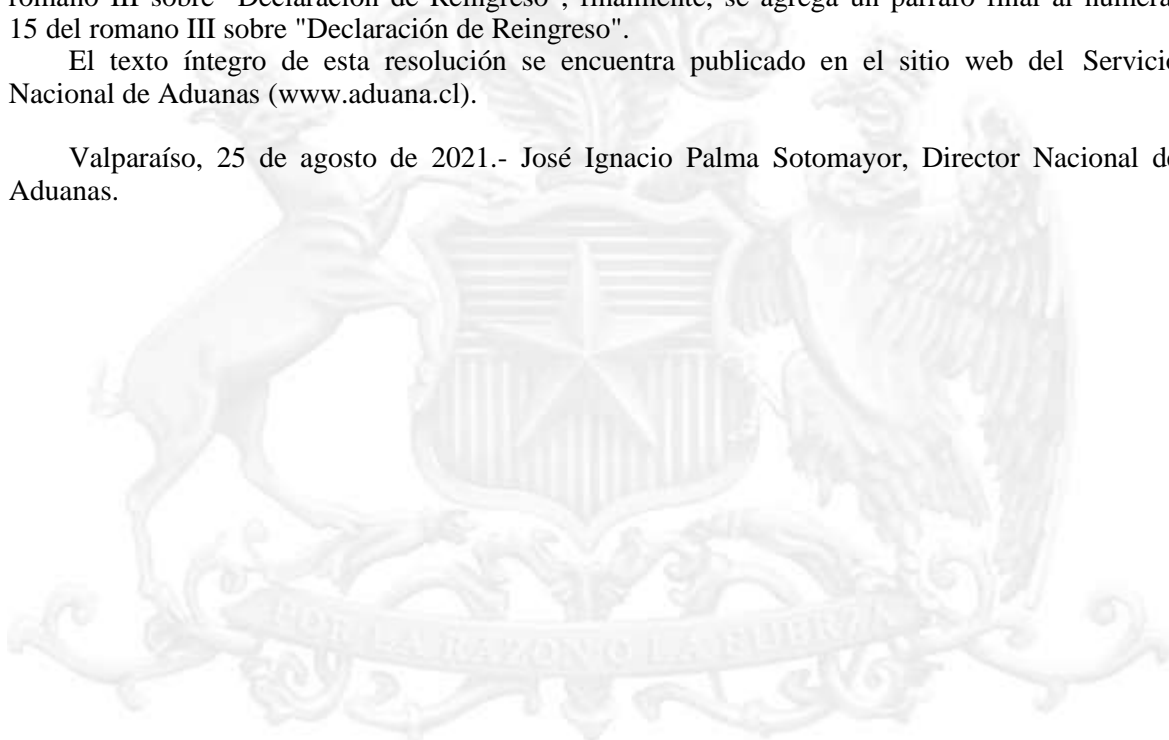 romano III sobre "Declaración de Reingreso", finalmente, se agrega un párrafo final al numeral
15 del romano III sobre "Declaración de Reingreso".
El texto íntegro de esta resolución se encuentra publicado en el sitio web del Servicio
Nacional de Aduanas (www.aduana.cl).
Valparaíso, 25 de agosto de 2021.- José Ignacio Palma Sotomayor, Director Nacional de
Aduanas.
POR LA RAZON O LA FUERZA